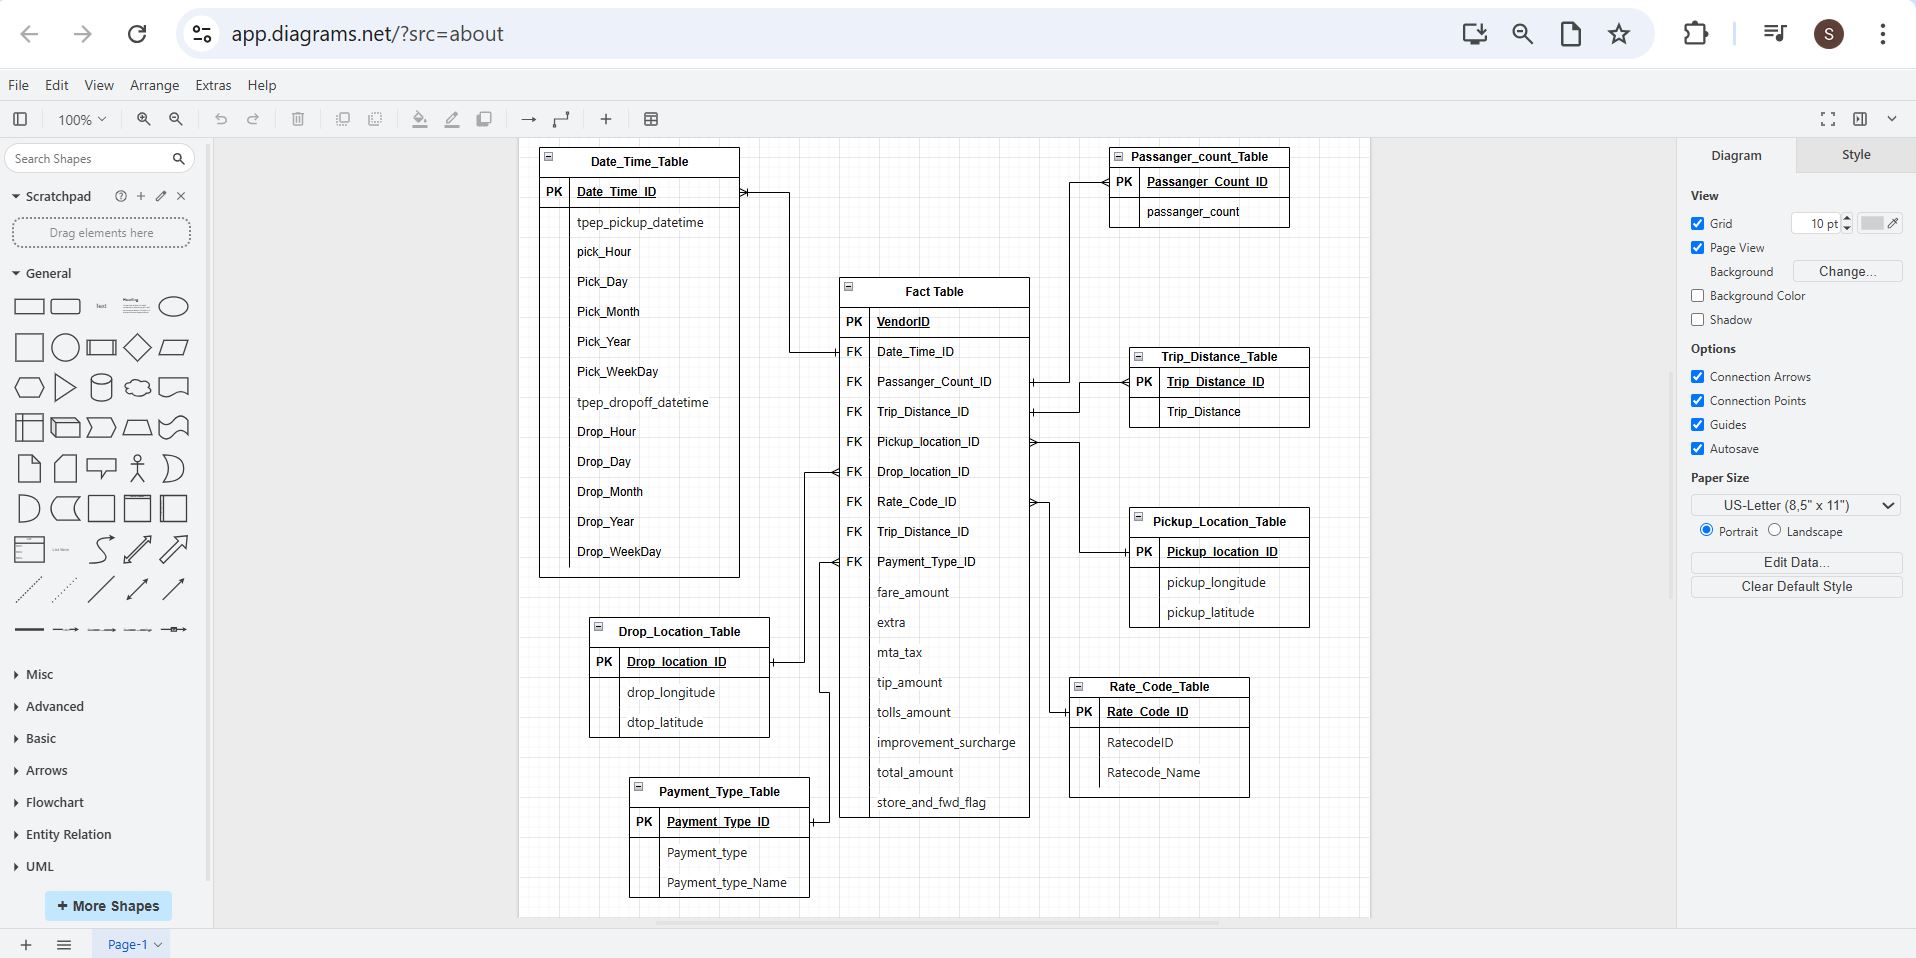 app.diagrams.net/?src=about
S
File Edit View Arrange Extras Help
100%
Search Shapes
Scratchpad
Drag elements here
General
Text
Heading
Misc
Advanced
Basic
Arrows
Flowchart
Entity Relation
UML
+ More Shapes
Page-1
Date_Time_Table
PK Date_Time_ID
tpep_pickup_datetime
pick_Hour
Pick_Day
Pick_Month
Pick_Year
Pick_WeekDay
tpep_dropoff_datetime
Drop_Hour
Drop_Day
Drop_Month
Drop_Year
Drop_WeekDay
Drop_Location_Table
PK Drop_location_ID
drop_longitude
dtop_latitude
Payment_Type_Table
PK Payment_Type_ID
Payment_type
Payment_type_Name
Fact Table
PK VendorID
FK Date_Time_ID
FK Passanger_Count_ID
FK Trip_Distance_ID
FK Pickup_location_ID
FK Drop_location_ID
FK Rate_Code_ID
FK Trip_Distance_ID
FK Payment_Type_ID
fare_amount
extra
mta_tax
tip_amount
tolls_amount
improvement_surcharge
total_amount
store_and_fwd_flag
Passanger_count_Table
PK Passanger_Count_ID
passanger_count
Trip_Distance_Table
PK Trip_Distance_ID
Trip_Distance
Pickup_Location_Table
PK Pickup_location_ID
pickup_longitude
pickup_latitude
Rate_Code_Table
PK Rate_Code_ID
RatecodeID
Ratecode_Name
Diagram Style
View
Grid 10 pt
Page View
Background Change...
Background Color
Shadow
Options
Connection Arrows
Connection Points
Guides
Autosave
Paper Size
US-Letter (8,5" x 11")
Portrait Landscape
Edit Data...
Clear Default Style